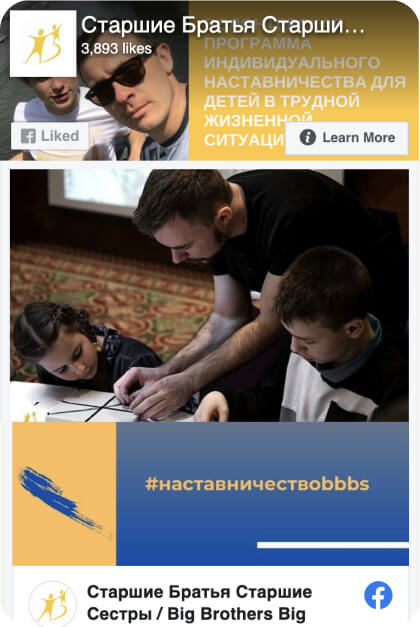 Старшие Братья Старши...
3,893 likes
ПРОГРАММА
ИНДИВИДУАЛЬНОГО
НАСТАВНИЧЕСТВА ДЛЯ
ДЕТЕЙ В ТРУДНОЙ
ЖИЗНЕННОЙ
СИТУАЦИ
Liked
Learn More
#наставничествоbbbs
Старшие Братья Старшие
Сестры / Big Brothers Big